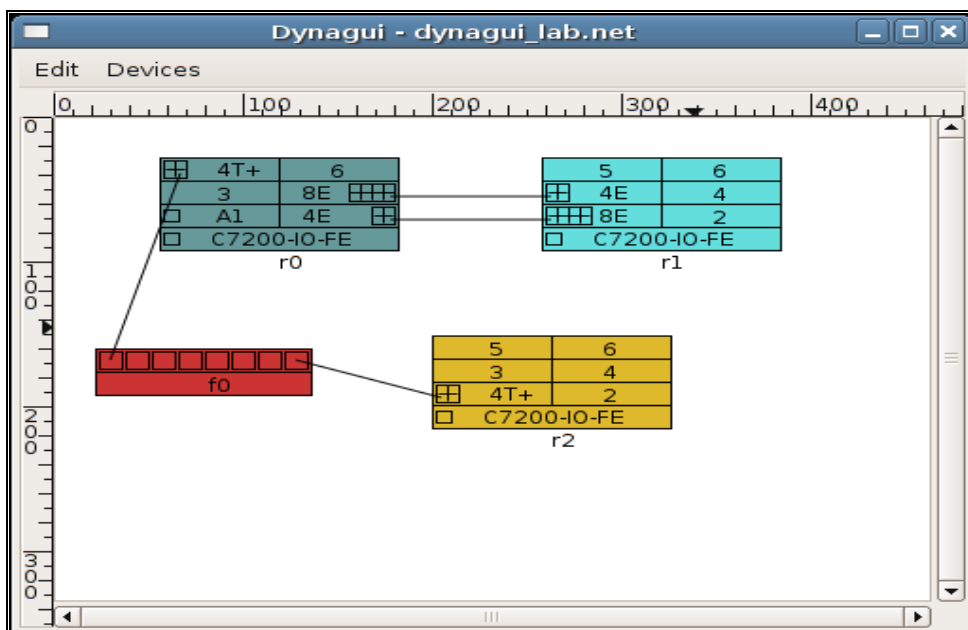 Dynagui - dynagui_lab.net
Edit Devices
0 100 200 300 400
0
100
200
300
4T+ 6
3 8E
A1 4E
C7200-IO-FE
r0
5 6
4E 4
8E 2
C7200-IO-FE
r1
f0
5 6
3 4
4T+ 2
C7200-IO-FE
r2